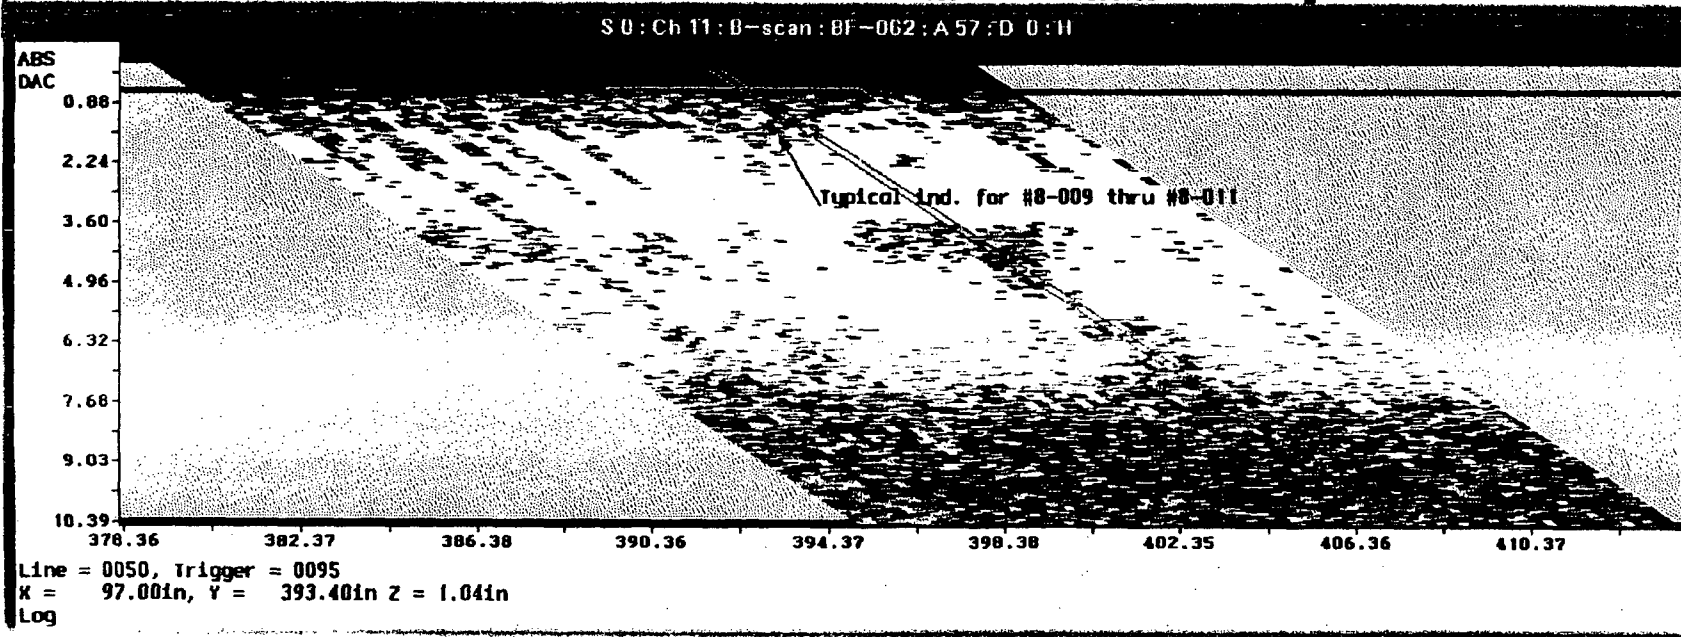 S 0 : Ch 11 : B-scan : BF-062 : A 57 : D 0 : H
ABS
DAC
0.88
2.24
3.60
4.96
6.32
7.68
9.03
10.39
Typical ind. for #8-009 thru #8-011
378.36 382.37 386.38 390.36 394.37 398.38 402.35 406.36 410.37
Line = 0050, Trigger = 0095
X = 97.00in, Y = 393.40in Z = 1.04in
Log